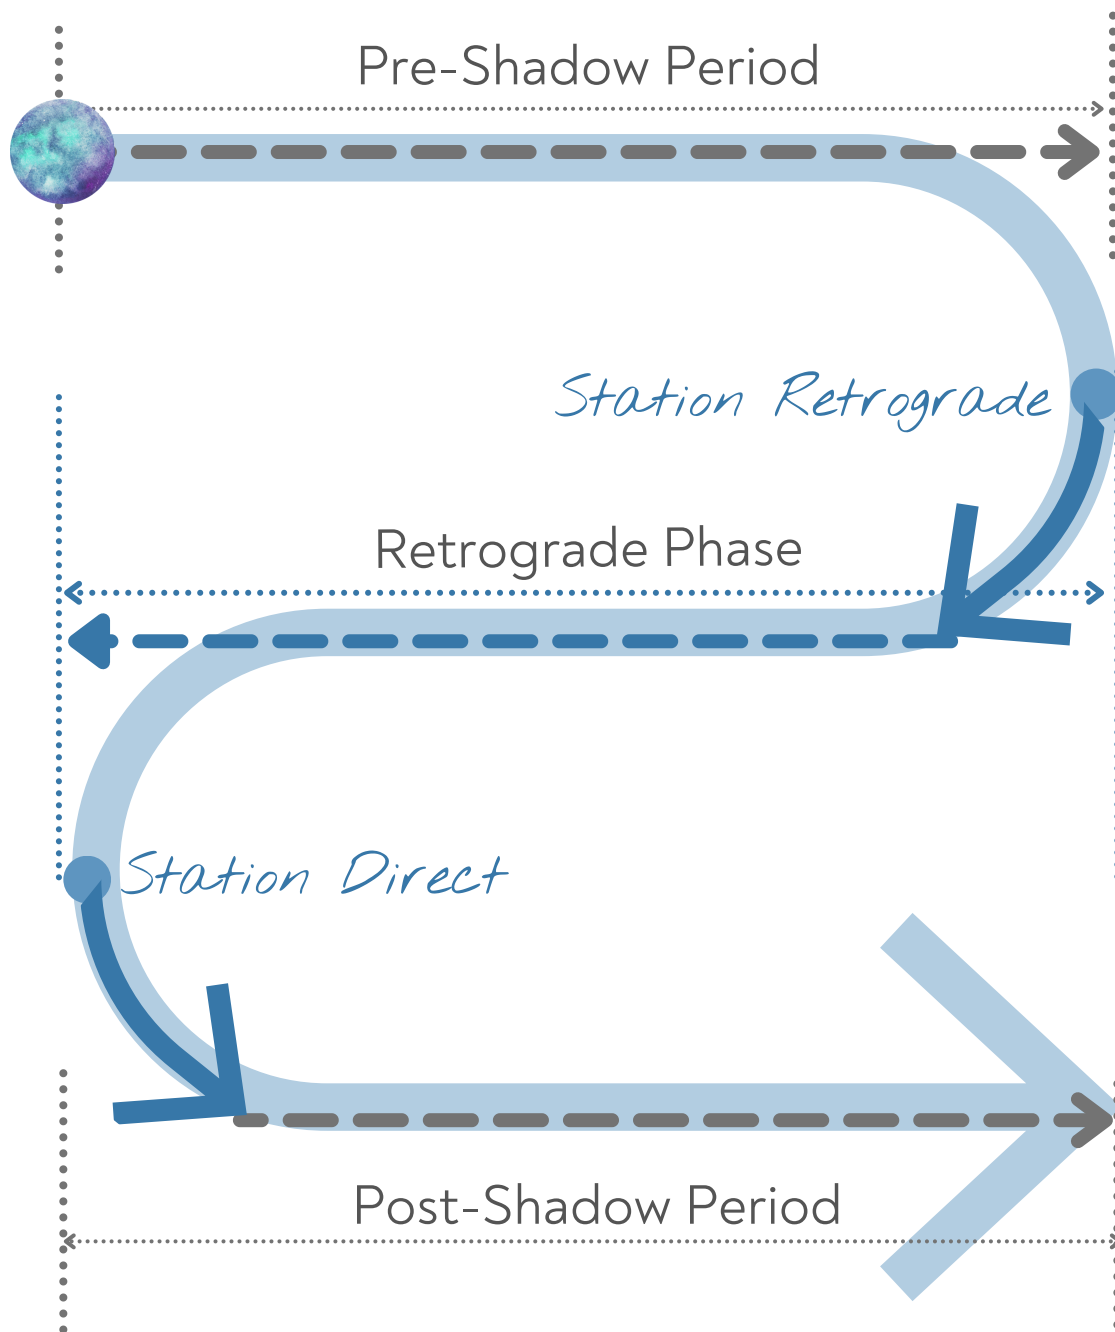 Pre-Shadow Period
Station Retrograde
Retrograde Phase
Station Direct
Post-Shadow Period